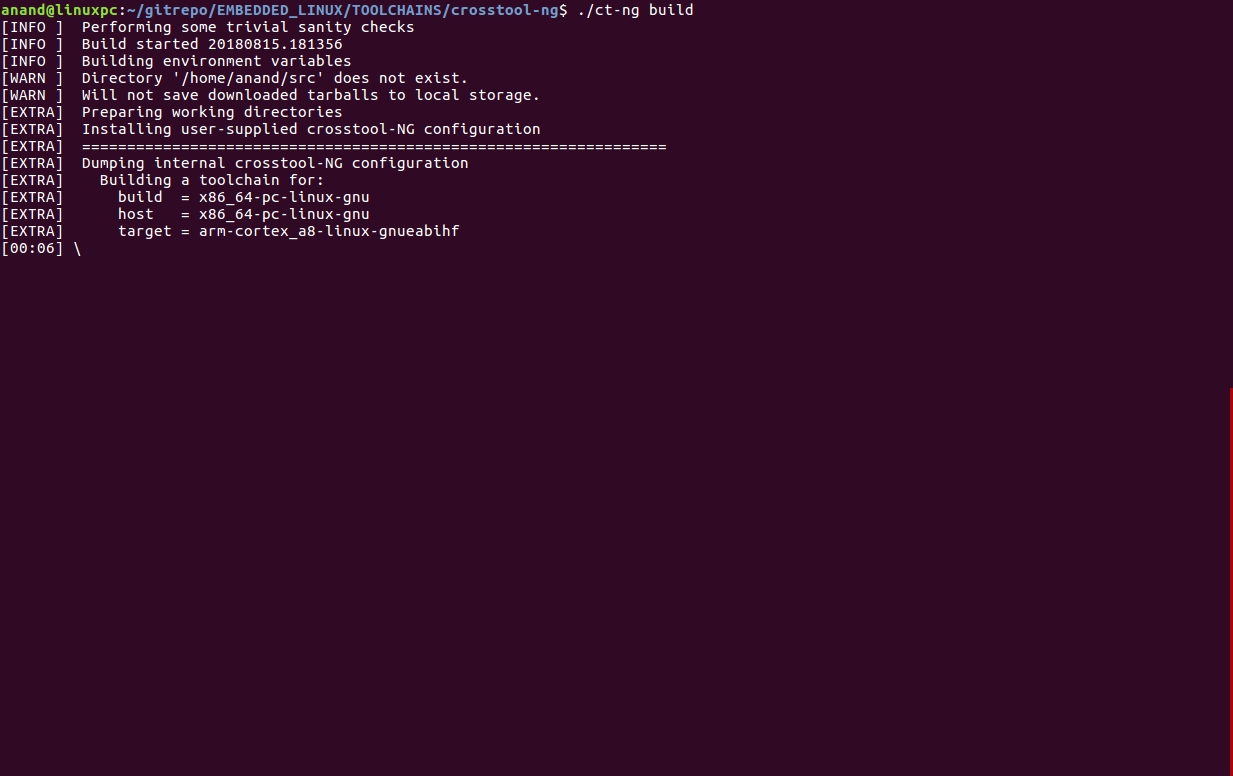 anand@linuxpc:~/gitrepo/EMBEDDED_LINUX/TOOLCHAINS/crosstool-ng$ ./ct-ng build
[INFO ]  Performing some trivial sanity checks
[INFO ]  Build started 20180815.181356
[INFO ]  Building environment variables
[WARN ]  Directory '/home/anand/src' does not exist.
[WARN ]  Will not save downloaded tarballs to local storage.
[EXTRA]  Preparing working directories
[EXTRA]  Installing user-supplied crosstool-NG configuration
[EXTRA]  =================================================================
[EXTRA]  Dumping internal crosstool-NG configuration
[EXTRA]    Building a toolchain for:
[EXTRA]      build  = x86_64-pc-linux-gnu
[EXTRA]      host   = x86_64-pc-linux-gnu
[EXTRA]      target = arm-cortex_a8-linux-gnueabihf
[00:06] \